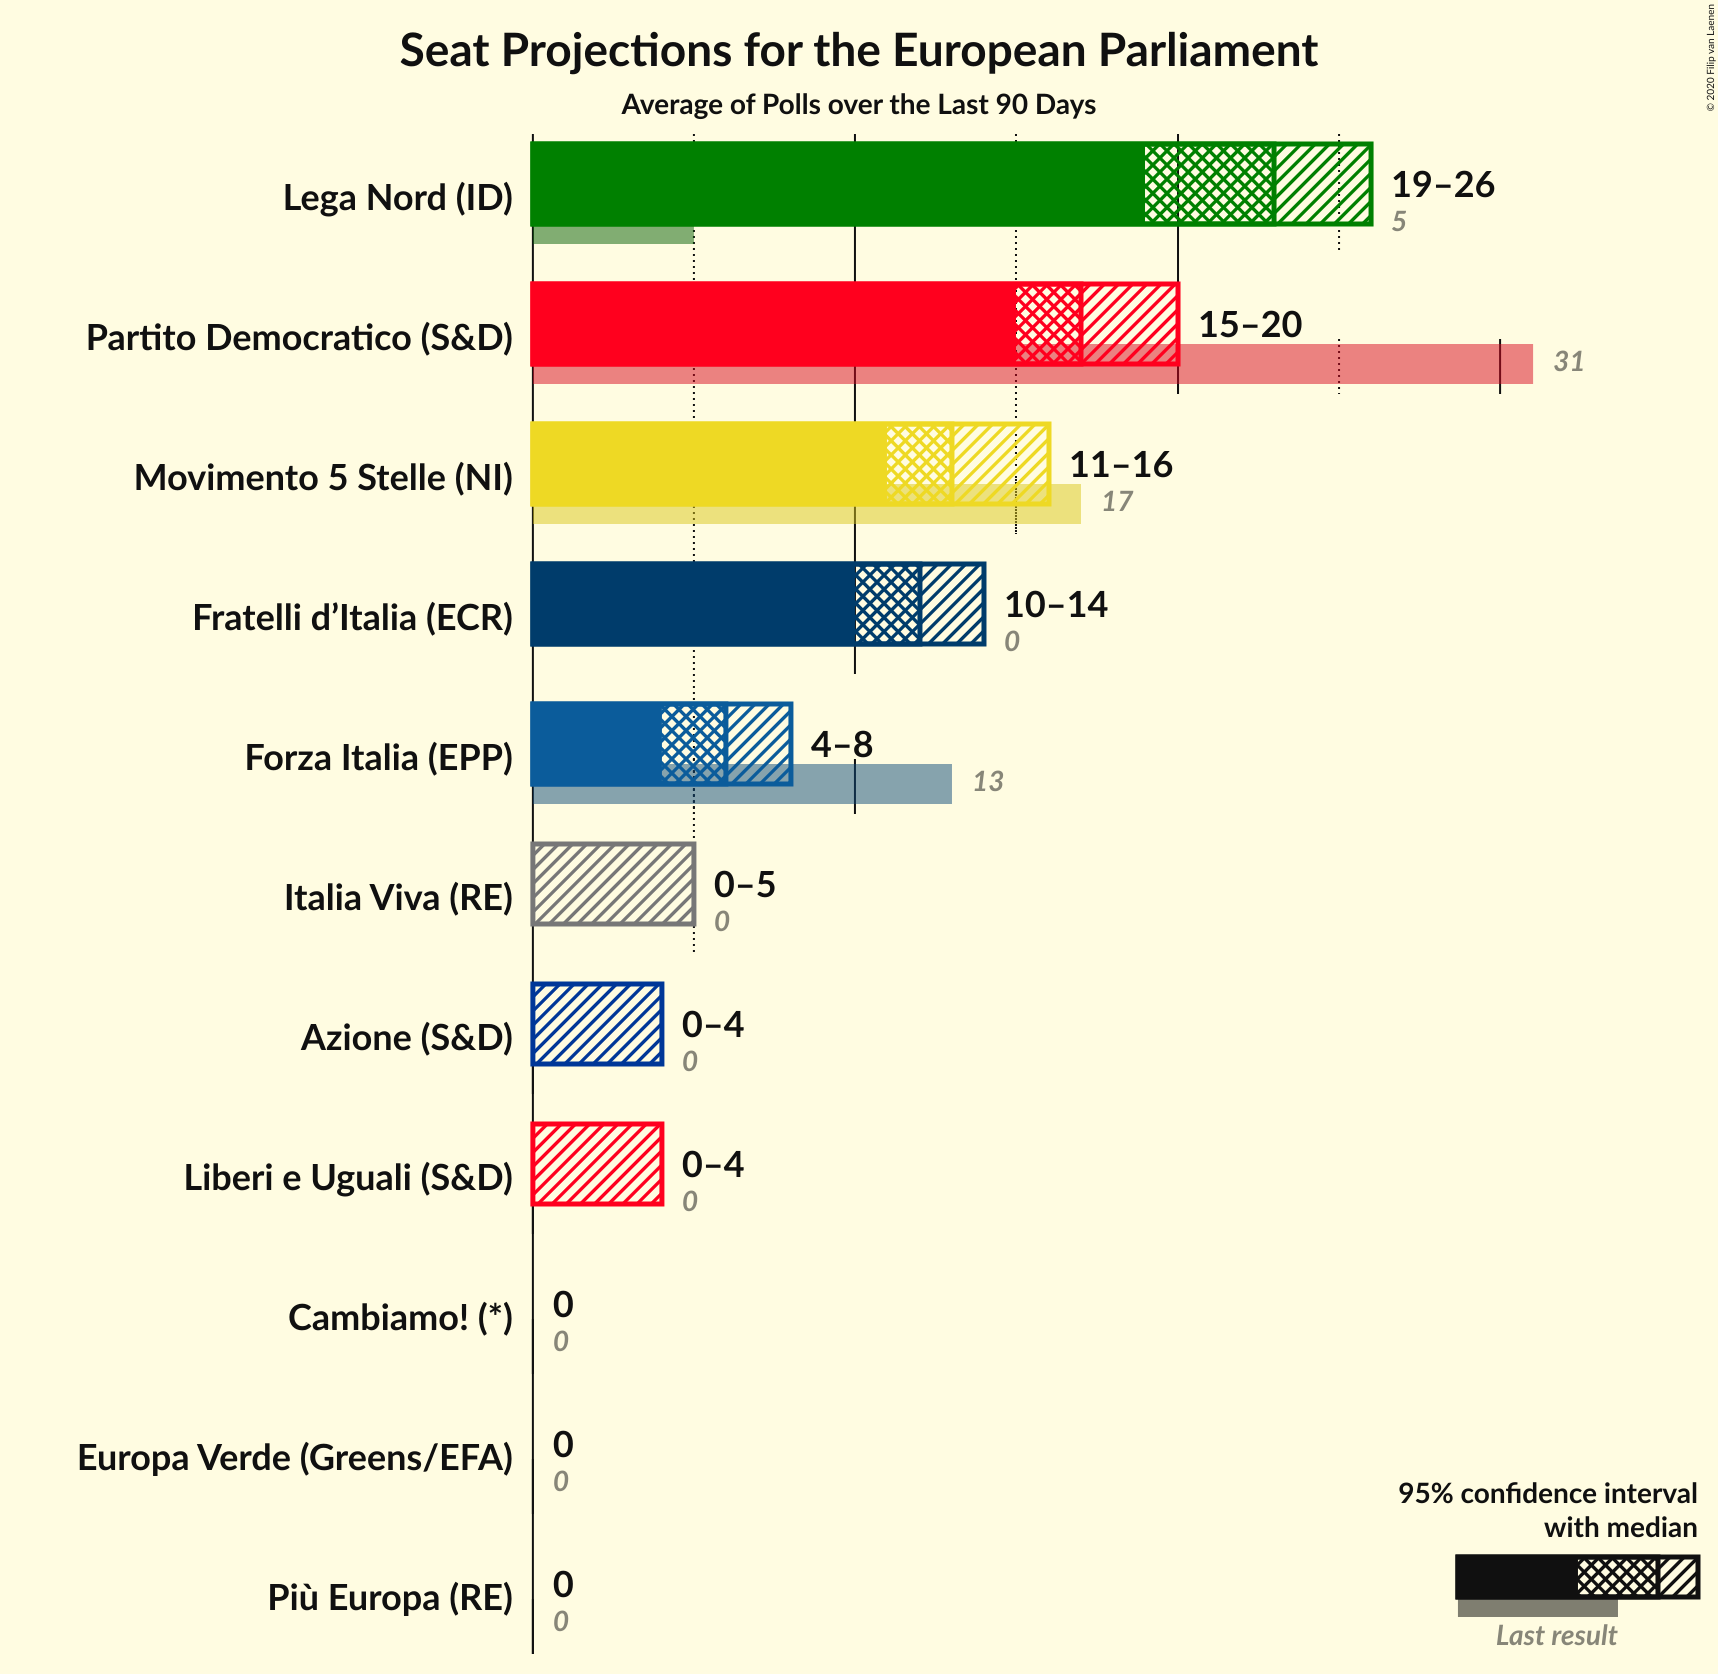 Seat Projections for the European Parliament
Average of Polls over the Last 90 Days
© 2020 Filip van Laenen
Lega Nord (ID)
19–26
5
Partito Democratico (S&D)
15–20
31
Movimento 5 Stelle (NI)
11–16
17
Fratelli d’Italia (ECR)
10–14
0
Forza Italia (EPP)
4–8
13
Italia Viva (RE)
0–5
0
Azione (S&D)
0–4
0
Liberi e Uguali (S&D)
0–4
0
Cambiamo! (*)
0
0
Europa Verde (Greens/EFA)
0
0
Più Europa (RE)
0
0
95% confidence interval
with median
Last result